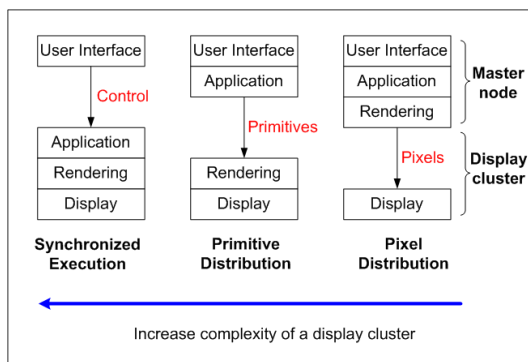 User Interface
Control
Application
Rendering
Display
Synchronized
Execution
User Interface
Application
Primitives
Rendering
Display
Primitive
Distribution
User Interface
Application
Rendering
Pixels
Display
Pixel
Distribution
Master
node
Display
cluster
Increase complexity of a display cluster